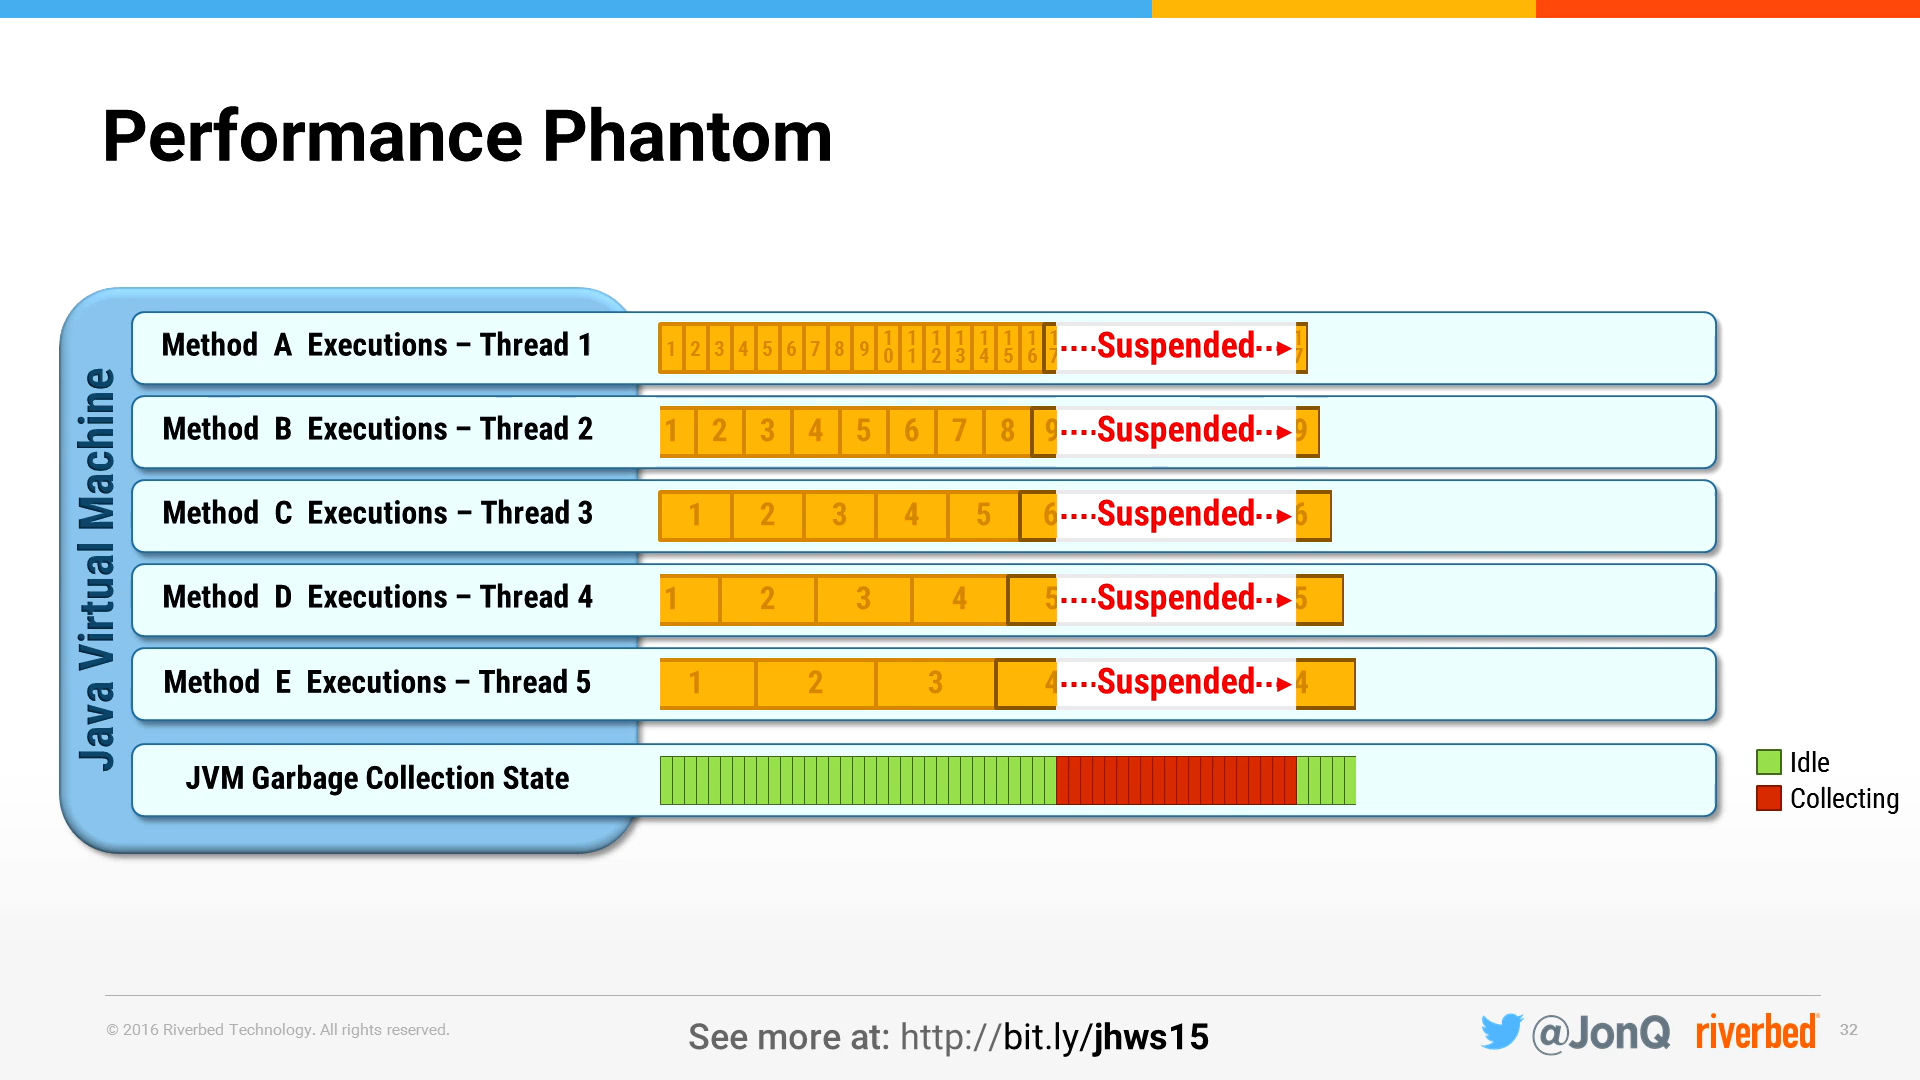 Performance Phantom
Java Virtual Machine
Method A Executions – Thread 1
1 2 3 4 5 6 7 8 9 10 11 12 13 14 15 16 17 ····Suspended··► 17
Method B Executions – Thread 2
1 2 3 4 5 6 7 8 9 ····Suspended··► 9
Method C Executions – Thread 3
1 2 3 4 5 6 ····Suspended··► 6
Method D Executions – Thread 4
1 2 3 4 5 ····Suspended··► 5
Method E Executions – Thread 5
1 2 3 4 ····Suspended··► 4
JVM Garbage Collection State
Idle
Collecting
© 2016 Riverbed Technology. All rights reserved.
See more at: http://bit.ly/jhws15
@JonQ
riverbed
32